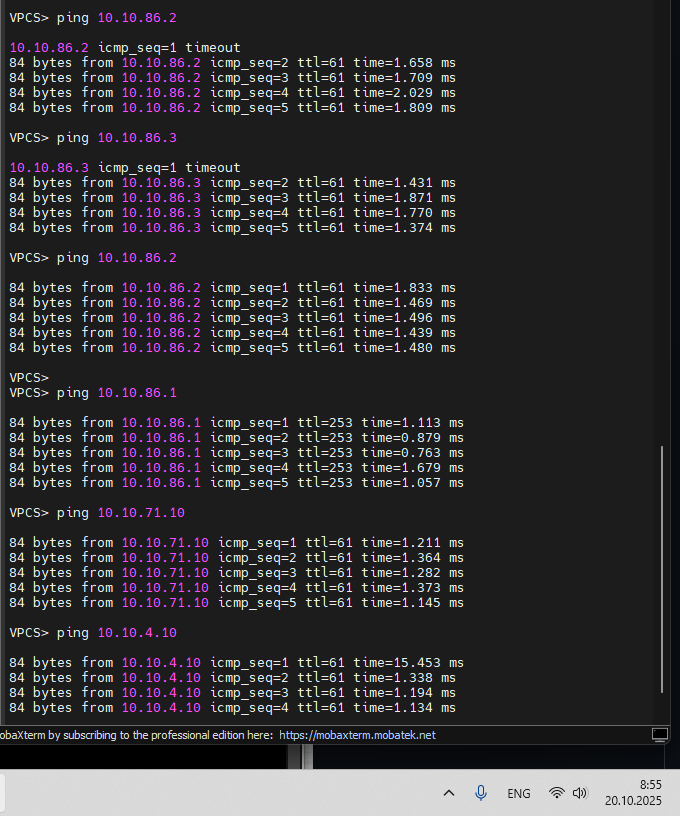 VPCS> ping 10.10.86.2
10.10.86.2 icmp_seq=1 timeout
84 bytes from 10.10.86.2 icmp_seq=2 ttl=61 time=1.658 ms
84 bytes from 10.10.86.2 icmp_seq=3 ttl=61 time=1.709 ms
84 bytes from 10.10.86.2 icmp_seq=4 ttl=61 time=2.029 ms
84 bytes from 10.10.86.2 icmp_seq=5 ttl=61 time=1.809 ms
VPCS> ping 10.10.86.3
10.10.86.3 icmp_seq=1 timeout
84 bytes from 10.10.86.3 icmp_seq=2 ttl=61 time=1.431 ms
84 bytes from 10.10.86.3 icmp_seq=3 ttl=61 time=1.871 ms
84 bytes from 10.10.86.3 icmp_seq=4 ttl=61 time=1.770 ms
84 bytes from 10.10.86.3 icmp_seq=5 ttl=61 time=1.374 ms
VPCS> ping 10.10.86.2
84 bytes from 10.10.86.2 icmp_seq=1 ttl=61 time=1.833 ms
84 bytes from 10.10.86.2 icmp_seq=2 ttl=61 time=1.469 ms
84 bytes from 10.10.86.2 icmp_seq=3 ttl=61 time=1.496 ms
84 bytes from 10.10.86.2 icmp_seq=4 ttl=61 time=1.439 ms
84 bytes from 10.10.86.2 icmp_seq=5 ttl=61 time=1.480 ms
VPCS>
VPCS> ping 10.10.86.1
84 bytes from 10.10.86.1 icmp_seq=1 ttl=253 time=1.113 ms
84 bytes from 10.10.86.1 icmp_seq=2 ttl=253 time=0.879 ms
84 bytes from 10.10.86.1 icmp_seq=3 ttl=253 time=0.763 ms
84 bytes from 10.10.86.1 icmp_seq=4 ttl=253 time=1.679 ms
84 bytes from 10.10.86.1 icmp_seq=5 ttl=253 time=1.057 ms
VPCS> ping 10.10.71.10
84 bytes from 10.10.71.10 icmp_seq=1 ttl=61 time=1.211 ms
84 bytes from 10.10.71.10 icmp_seq=2 ttl=61 time=1.364 ms
84 bytes from 10.10.71.10 icmp_seq=3 ttl=61 time=1.282 ms
84 bytes from 10.10.71.10 icmp_seq=4 ttl=61 time=1.373 ms
84 bytes from 10.10.71.10 icmp_seq=5 ttl=61 time=1.145 ms
VPCS> ping 10.10.4.10
84 bytes from 10.10.4.10 icmp_seq=1 ttl=61 time=15.453 ms
84 bytes from 10.10.4.10 icmp_seq=2 ttl=61 time=1.338 ms
84 bytes from 10.10.4.10 icmp_seq=3 ttl=61 time=1.194 ms
84 bytes from 10.10.4.10 icmp_seq=4 ttl=61 time=1.134 ms
obaXterm by subscribing to the professional edition here: https://mobaxterm.mobatek.net
ENG
8:55
20.10.2025